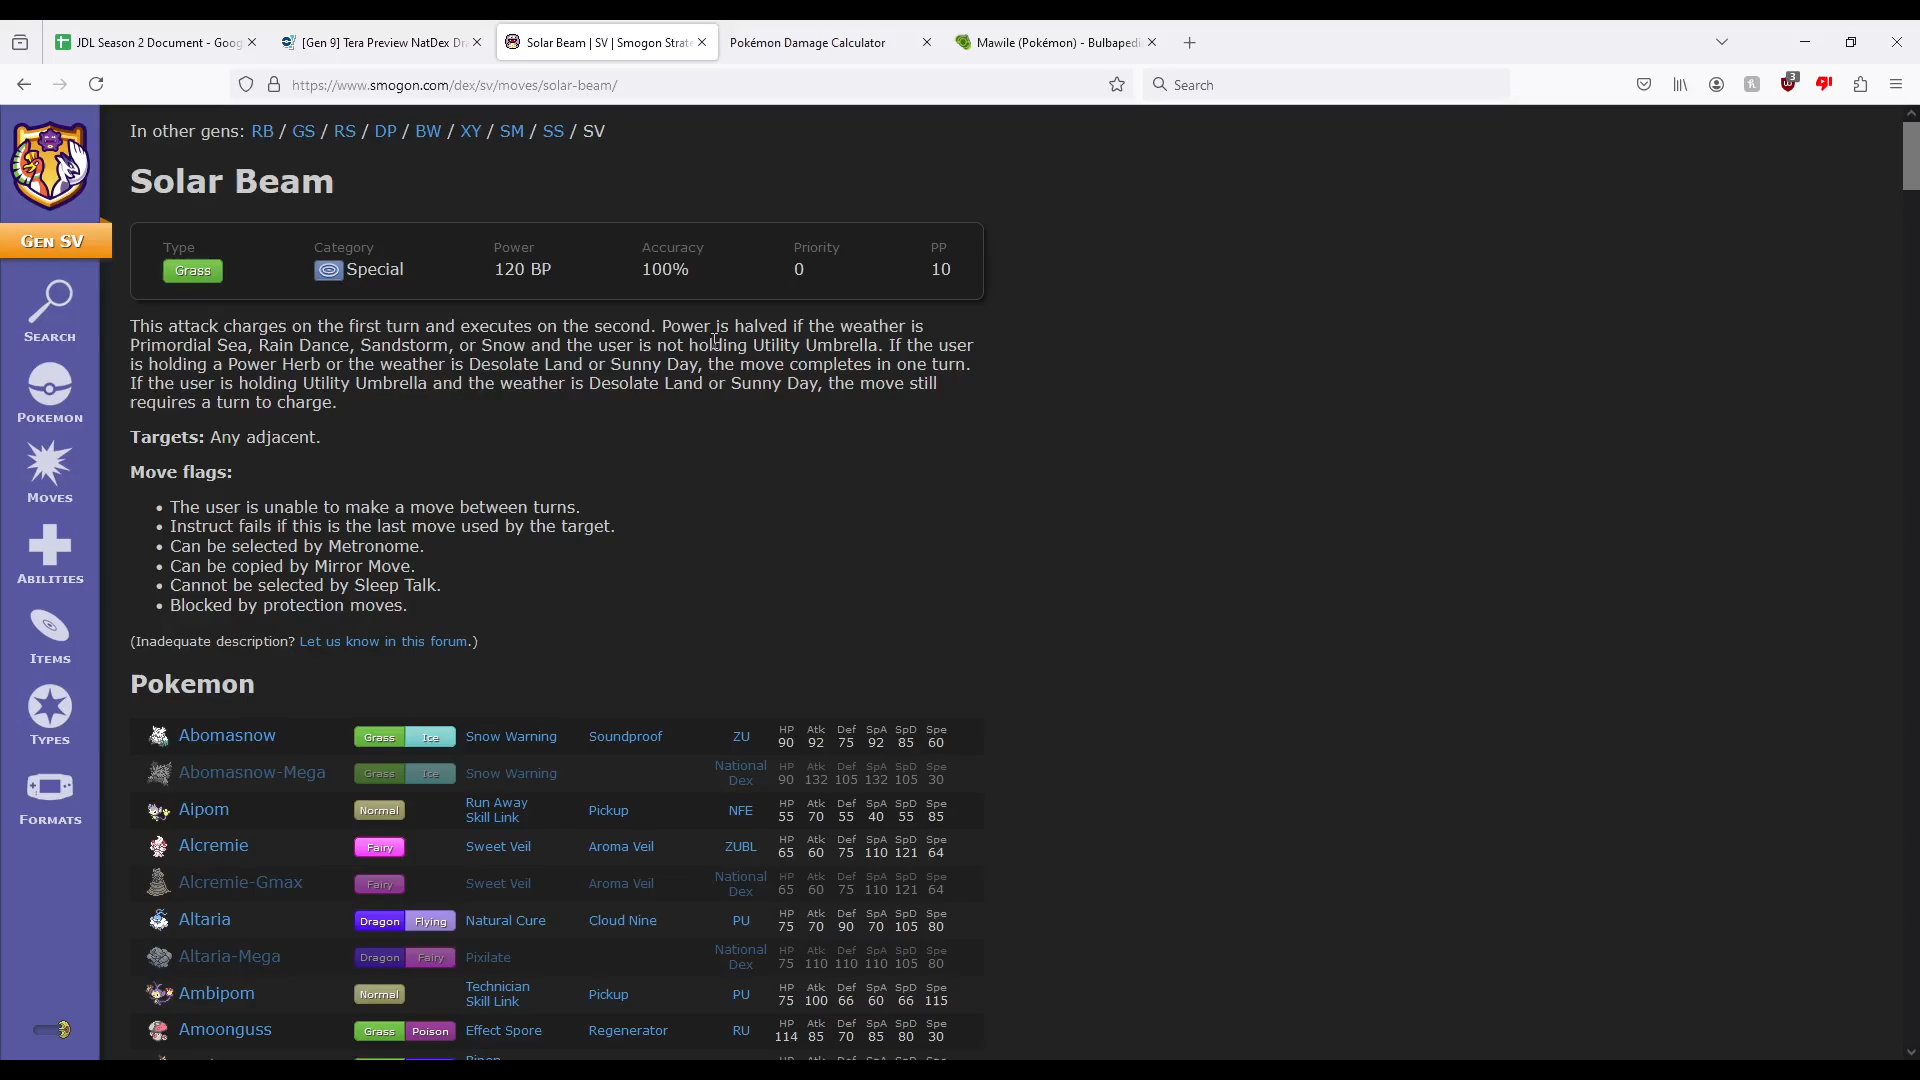 JDL Season 2 Document - Goog
[Gen 9] Tera Preview NatDex Dr
Solar Beam | SV | Smogon Strate
Pokémon Damage Calculator
Mawile (Pokémon) - Bulbapedi
https://www.smogon.com/dex/sv/moves/solar-beam/
Search
3
In other gens: RB / GS / RS / DP / BW / XY / SM / SS / SV
Solar Beam
GEN SV
Type Category Power Accuracy Priority PP
Grass Special 120 BP 100% 0 10
SEARCH
This attack charges on the first turn and executes on the second. Power is halved if the weather is
Primordial Sea, Rain Dance, Sandstorm, or Snow and the user is not holding Utility Umbrella. If the user
is holding a Power Herb or the weather is Desolate Land or Sunny Day, the move completes in one turn.
If the user is holding Utility Umbrella and the weather is Desolate Land or Sunny Day, the move still
requires a turn to charge.
POKEMON
Targets: Any adjacent.
Move flags:
MOVES
• The user is unable to make a move between turns.
• Instruct fails if this is the last move used by the target.
• Can be selected by Metronome.
• Can be copied by Mirror Move.
• Cannot be selected by Sleep Talk.
• Blocked by protection moves.
ABILITIES
(Inadequate description? Let us know in this forum.)
ITEMS
Pokemon
TYPES
FORMATS
Abomasnow Grass Ice Snow Warning Soundproof ZU HP 90 Atk 92 Def 75 SpA 92 SpD 85 Spe 60
Abomasnow-Mega Grass Ice Snow Warning National Dex HP 90 Atk 132 Def 105 SpA 132 SpD 105 Spe 30
Aipom Normal Run Away Skill Link Pickup NFE HP 55 Atk 70 Def 55 SpA 40 SpD 55 Spe 85
Alcremie Fairy Sweet Veil Aroma Veil ZUBL HP 65 Atk 60 Def 75 SpA 110 SpD 121 Spe 64
Alcremie-Gmax Fairy Sweet Veil Aroma Veil National Dex HP 65 Atk 60 Def 75 SpA 110 SpD 121 Spe 64
Altaria Dragon Flying Natural Cure Cloud Nine PU HP 75 Atk 70 Def 90 SpA 70 SpD 105 Spe 80
Altaria-Mega Dragon Fairy Pixilate National Dex HP 75 Atk 110 Def 110 SpA 110 SpD 105 Spe 80
Ambipom Normal Technician Skill Link Pickup PU HP 75 Atk 100 Def 66 SpA 60 SpD 66 Spe 115
Amoonguss Grass Poison Effect Spore Regenerator RU HP 114 Atk 85 Def 70 SpA 85 SpD 80 Spe 30